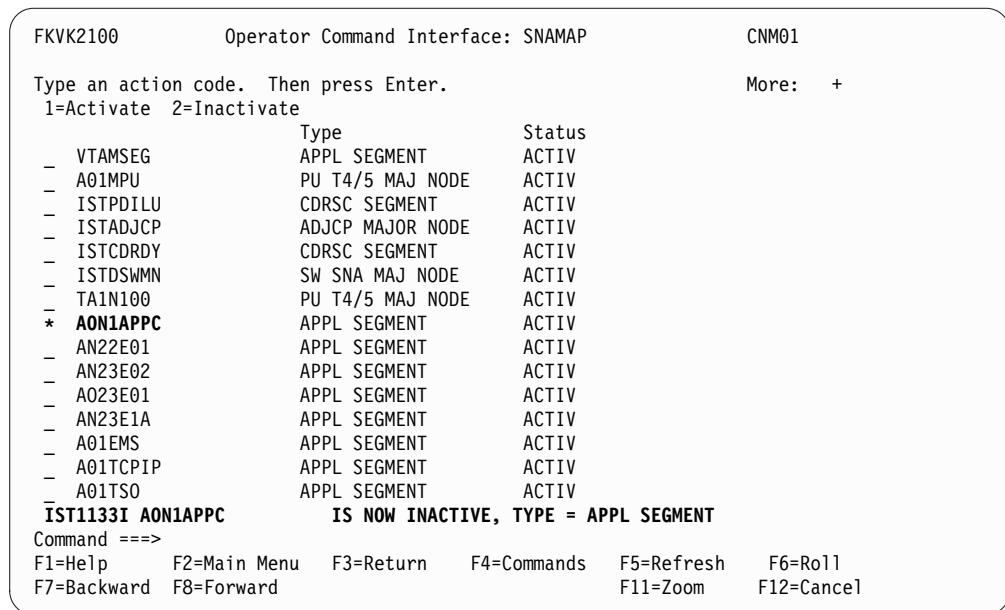 FKVK2100 Operator Command Interface: SNAMAP CNM01
Type an action code. Then press Enter. More: +
1=Activate 2=Inactivate
Type Status
_ VTAMSEG APPL SEGMENT ACTIV
_ A01MPU PU T4/5 MAJ NODE ACTIV
_ ISTPDILU CDRSC SEGMENT ACTIV
_ ISTADJCP ADJCP MAJOR NODE ACTIV
_ ISTCDRDY CDRSC SEGMENT ACTIV
_ ISTDSWMN SW SNA MAJ NODE ACTIV
_ TA1N100 PU T4/5 MAJ NODE ACTIV
* AON1APPC APPL SEGMENT ACTIV
_ AN22E01 APPL SEGMENT ACTIV
_ AN23E02 APPL SEGMENT ACTIV
_ AO23E01 APPL SEGMENT ACTIV
_ AN23E1A APPL SEGMENT ACTIV
_ A01EMS APPL SEGMENT ACTIV
_ A01TCPIP APPL SEGMENT ACTIV
_ A01TSO APPL SEGMENT ACTIV
IST1133I AON1APPC IS NOW INACTIVE, TYPE = APPL SEGMENT
Command ===>
F1=Help F2=Main Menu F3=Return F4=Commands F5=Refresh F6=Roll
F7=Backward F8=Forward F11=Zoom F12=Cancel